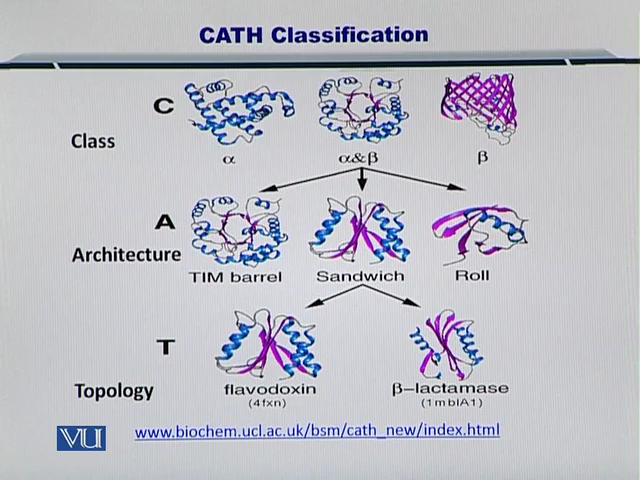 CATH Classification
C
Class
α α&β β
A
Architecture
TIM barrel Sandwich Roll
T
Topology
flavodoxin β-lactamase
(4fxn) (1mblA1)
VU www.biochem.ucl.ac.uk/bsm/cath_new/index.html